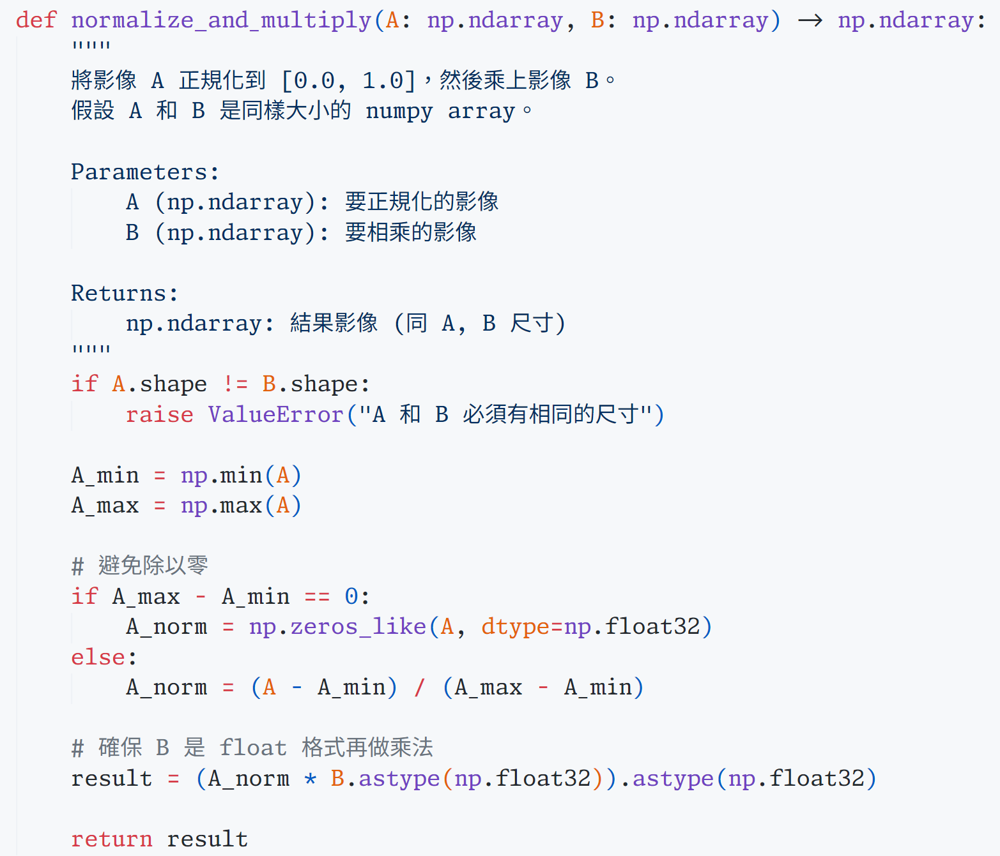 def normalize_and_multiply(A: np.ndarray, B: np.ndarray) → np.ndarray:
"""
將影像 A 正規化到 [0.0, 1.0]，然後乘上影像 B。
假設 A 和 B 是同樣大小的 numpy array。
Parameters:
A (np.ndarray): 要正規化的影像
B (np.ndarray): 要相乘的影像
Returns:
np.ndarray: 結果影像 (同 A, B 尺寸)
"""
if A.shape != B.shape:
raise ValueError("A 和 B 必須有相同的尺寸")
A_min = np.min(A)
A_max = np.max(A)
# 避免除以零
if A_max - A_min == 0:
A_norm = np.zeros_like(A, dtype=np.float32)
else:
A_norm = (A - A_min) / (A_max - A_min)
# 確保 B 是 float 格式再做乘法
result = (A_norm * B.astype(np.float32)).astype(np.float32)
return result